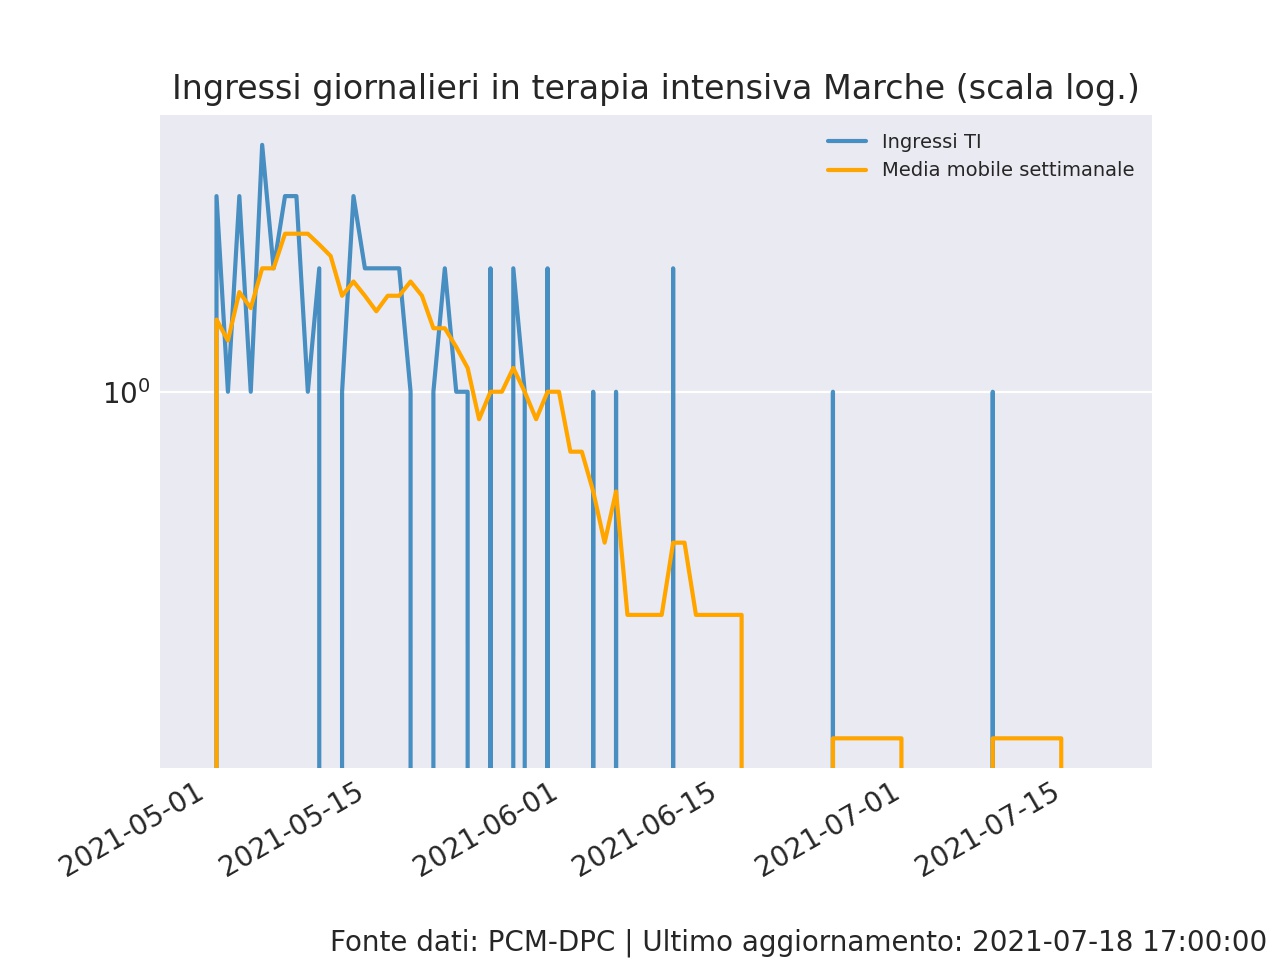 Ingressi giornalieri in terapia intensiva Marche (scala log.)
Ingressi TI
Media mobile settimanale
10⁰
2021-05-01
2021-05-15
2021-06-01
2021-06-15
2021-07-01
2021-07-15
Fonte dati: PCM-DPC | Ultimo aggiornamento: 2021-07-18 17:00:00